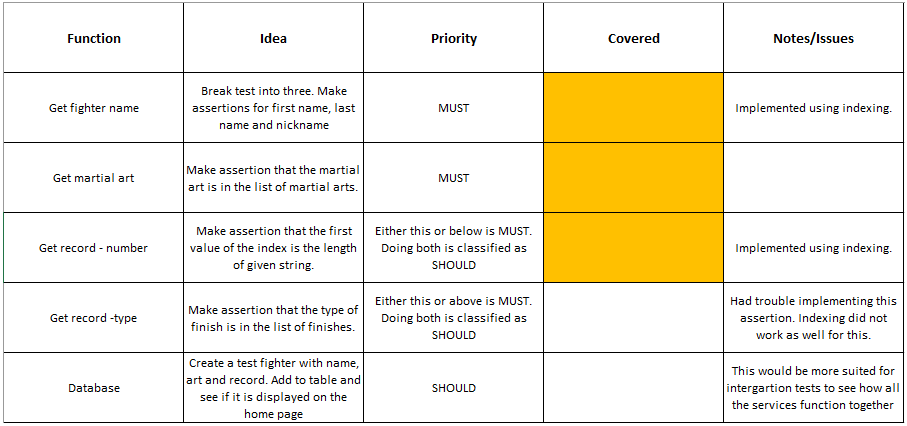 Function
Idea
Priority
Covered
Notes/Issues
Get fighter name
Break test into three. Make
assertions for first name, last
name and nickname
MUST
Implemented using indexing.
Get martial art
Make assertion that the martial
art is in the list of martial arts.
MUST
Get record - number
Make assertion that the first
value of the index is the length
of given string.
Either this or below is MUST.
Doing both is classified as
SHOULD
Implemented using indexing.
Get record -type
Make assertion that the type of
finish is in the list of finishes.
Either this or above is MUST.
Doing both is classified as
SHOULD
Had trouble implementing this
assertion. Indexing did not
work as well for this.
Database
Create a test fighter with name,
art and record. Add to table and
see if it is displayed on the
home page
SHOULD
This would be more suited for
intergartion tests to see how all
the services function together